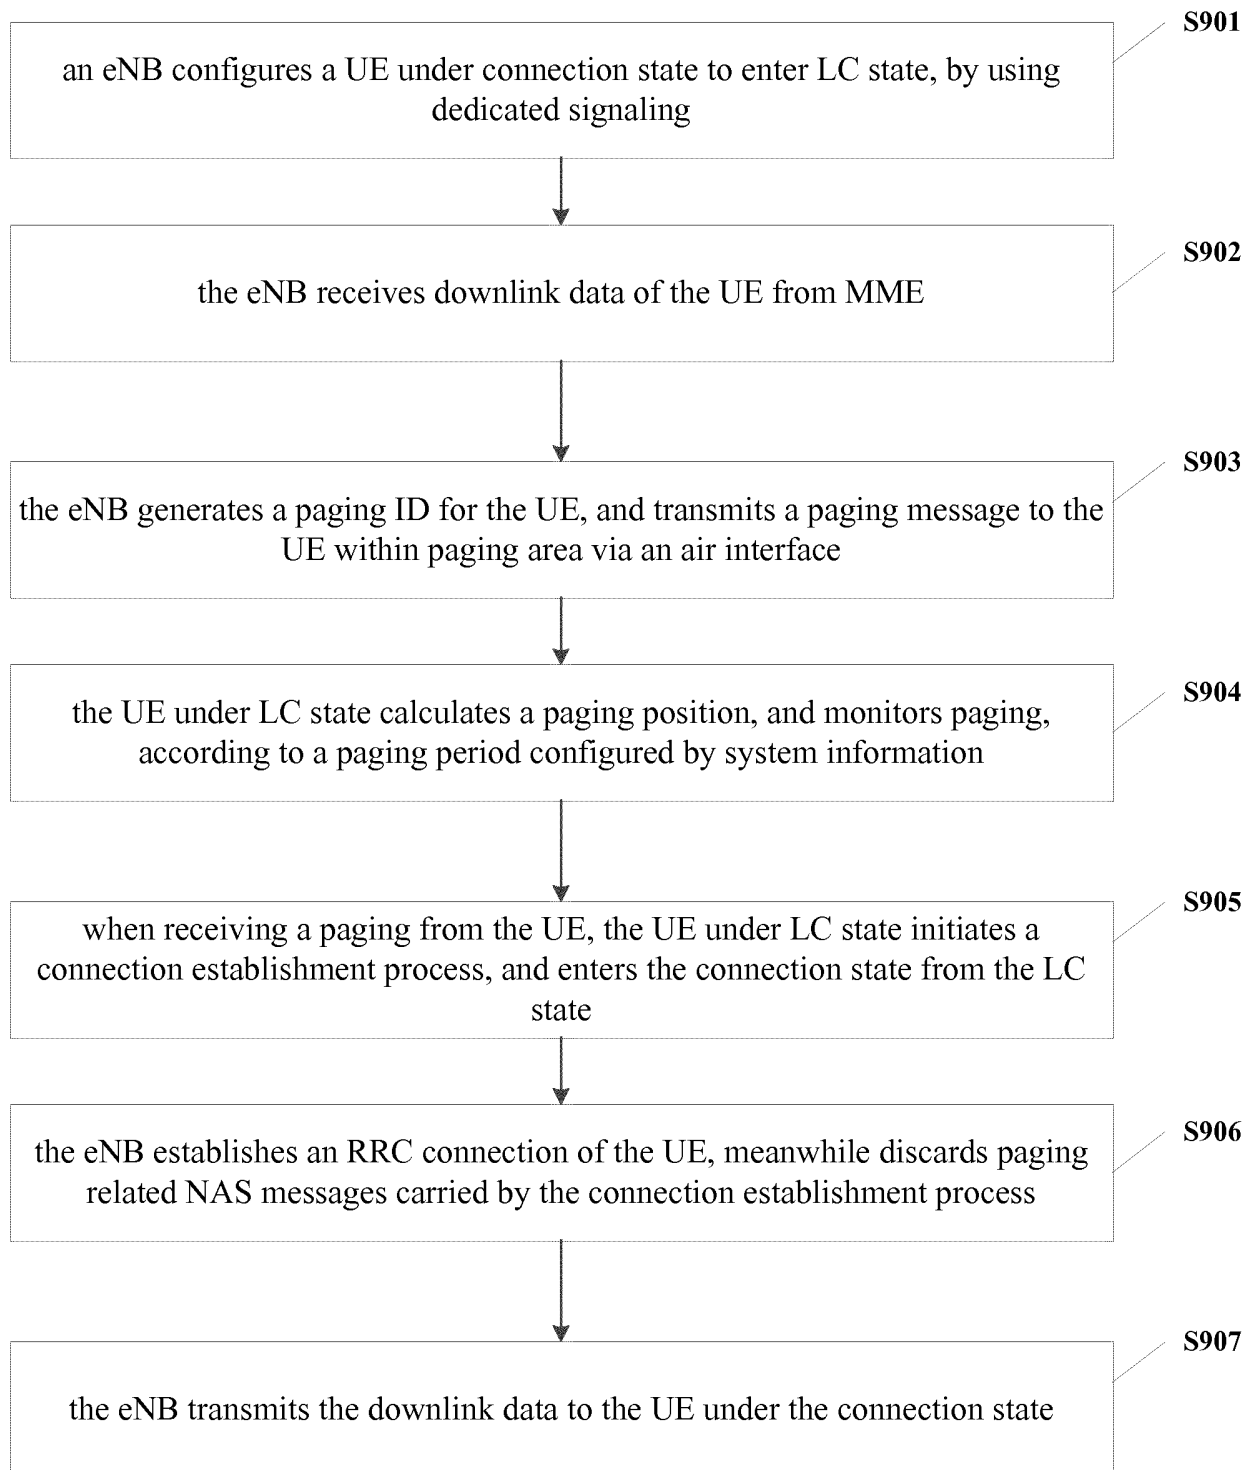 S901
an eNB configures a UE under connection state to enter LC state, by using
dedicated signaling
S902
the eNB receives downlink data of the UE from MME
S903
the eNB generates a paging ID for the UE, and transmits a paging message to the
UE within paging area via an air interface
S904
the UE under LC state calculates a paging position, and monitors paging,
according to a paging period configured by system information
S905
when receiving a paging from the UE, the UE under LC state initiates a
connection establishment process, and enters the connection state from the LC
state
S906
the eNB establishes an RRC connection of the UE, meanwhile discards paging
related NAS messages carried by the connection establishment process
S907
the eNB transmits the downlink data to the UE under the connection state